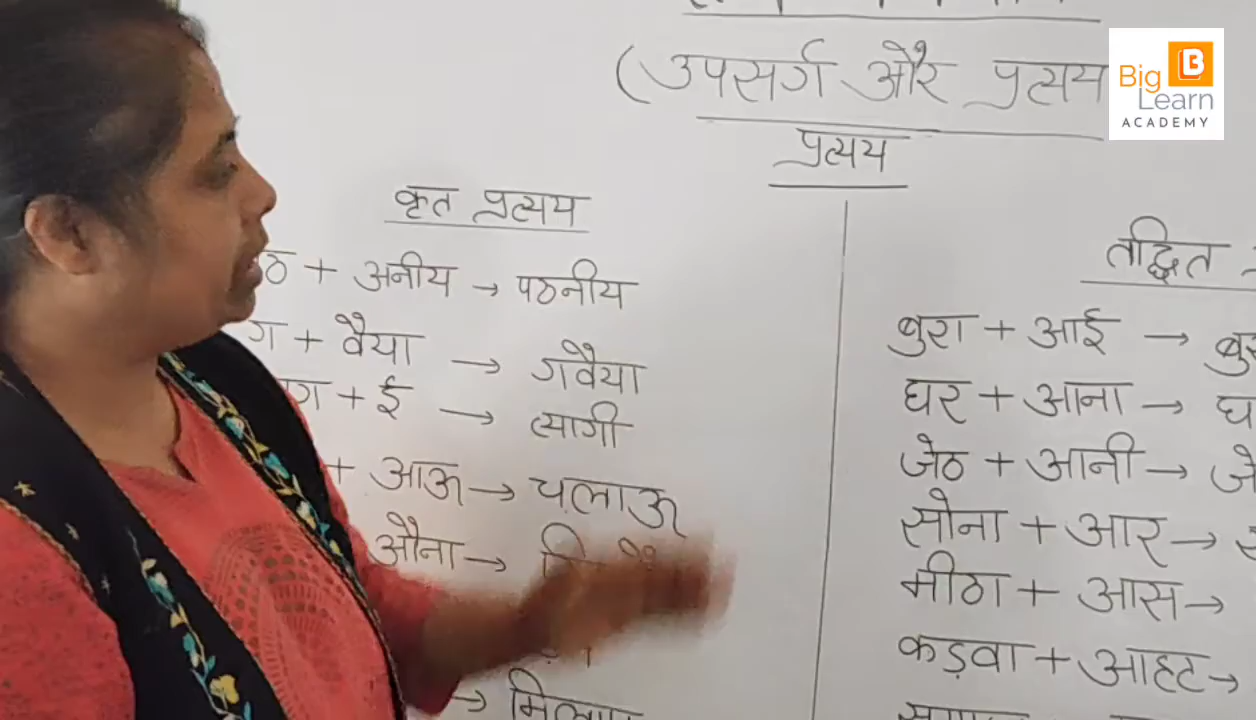 (उपसर्ग और प्रत्यय
Big
Learn
ACADEMY
प्रत्यय
कृत प्रत्यय
ठ + अनीय → पठनीय
ग + वैया → गवैया
ग + ई → त्यागी
+ आऊ → चलाऊ
औना →
→ मिलाप
तद्धित
बुरा + आई →
घर + आना →
जेठ + आनी →
सोना + आर →
मीठा + आस →
कड़वा + आहट →